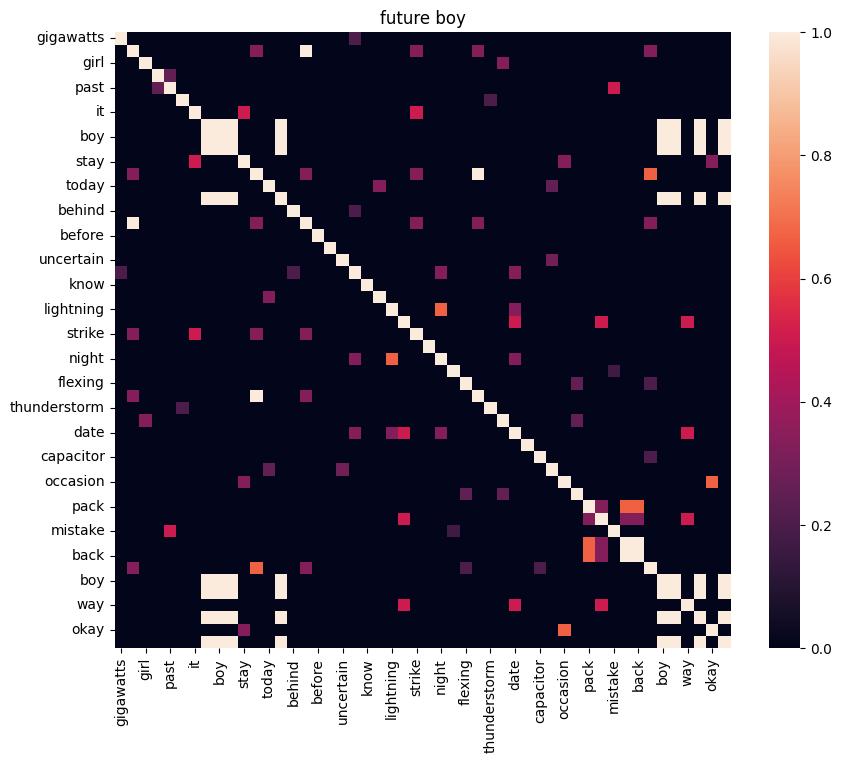 future boy
gigawatts
girl
past
it
boy
stay
today
behind
before
uncertain
know
lightning
strike
night
flexing
thunderstorm
date
capacitor
occasion
pack
mistake
back
boy
way
okay
gigawatts
girl
past
it
boy
stay
today
behind
before
uncertain
know
lightning
strike
night
flexing
thunderstorm
date
capacitor
occasion
pack
mistake
back
boy
way
okay
1.0
0.8
0.6
0.4
0.2
0.0